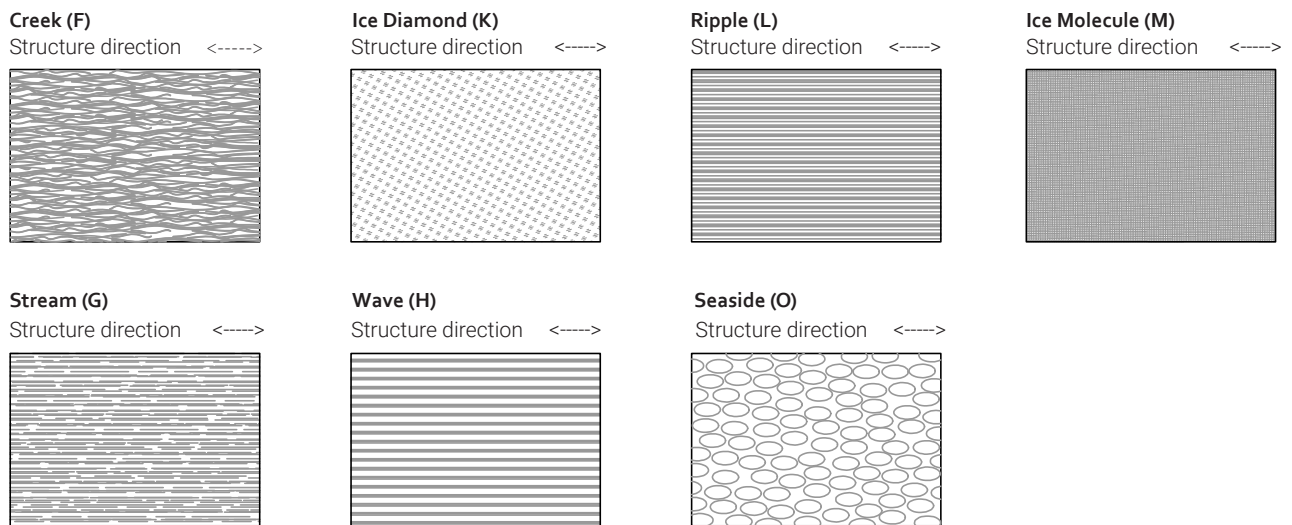 Creek (F)
Structure direction <----->
Ice Diamond (K)
Structure direction <----->
Ripple (L)
Structure direction <----->
Ice Molecule (M)
Structure direction <----->
Stream (G)
Structure direction <----->
Wave (H)
Structure direction <----->
Seaside (O)
Structure direction <----->